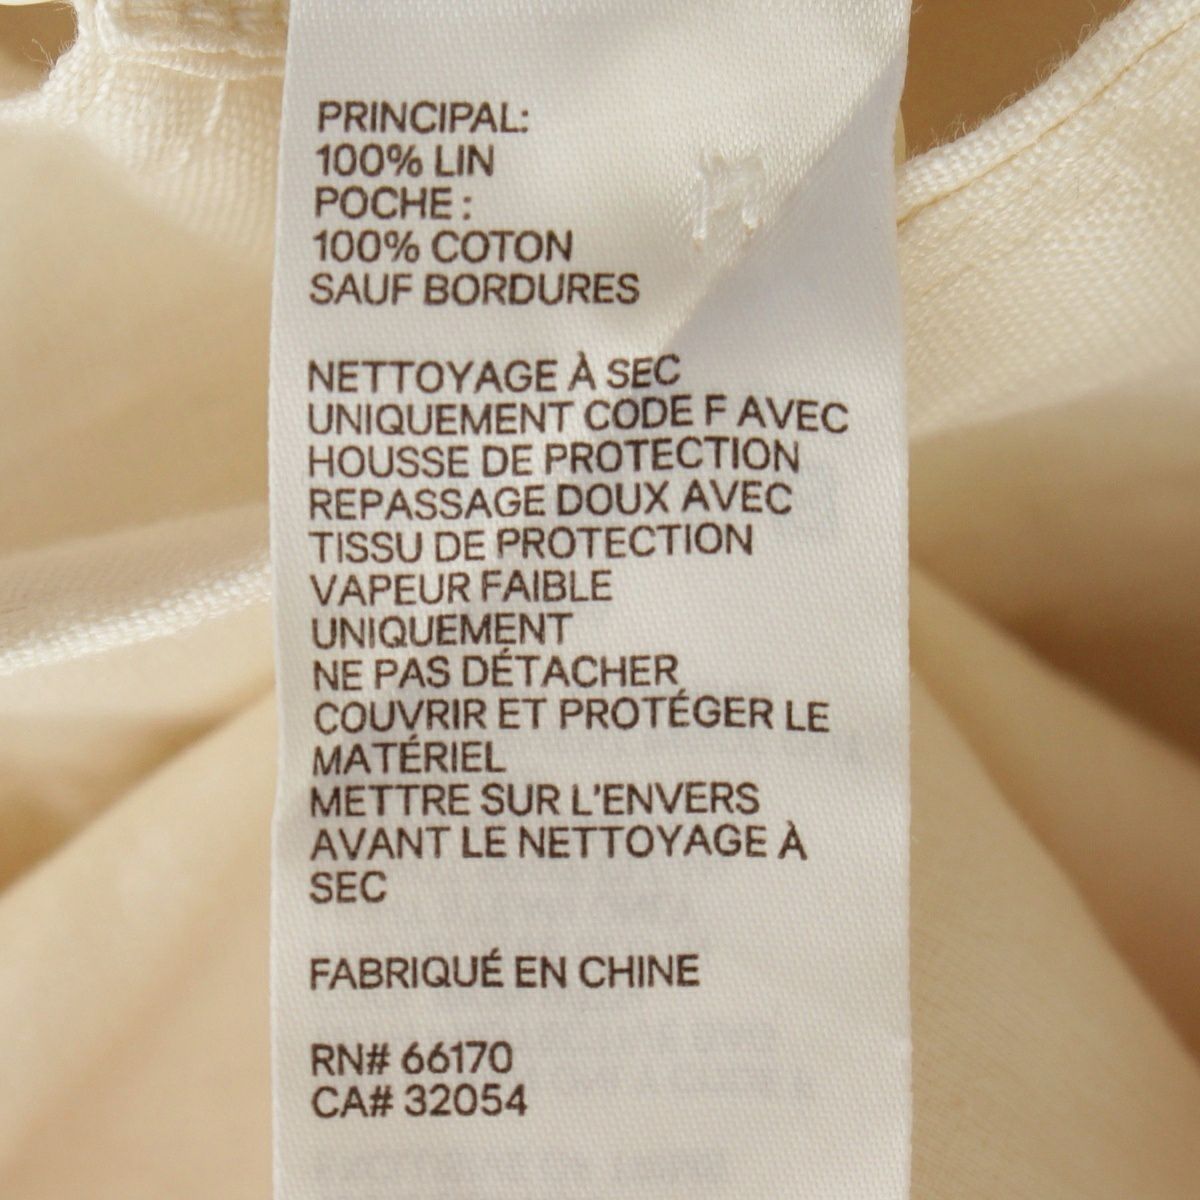 PRINCIPAL:
100% LIN
POCHE :
100% COTON
SAUF BORDURES
NETTOYAGE À SEC
UNIQUEMENT CODE F AVEC
HOUSSE DE PROTECTION
REPASSAGE DOUX AVEC
TISSU DE PROTECTION
VAPEUR FAIBLE
UNIQUEMENT
NE PAS DÉTACHER
COUVRIR ET PROTÉGER LE
MATÉRIEL
METTRE SUR L'ENVERS
AVANT LE NETTOYAGE À
SEC
FABRIQUÉ EN CHINE
RN# 66170
CA# 32054